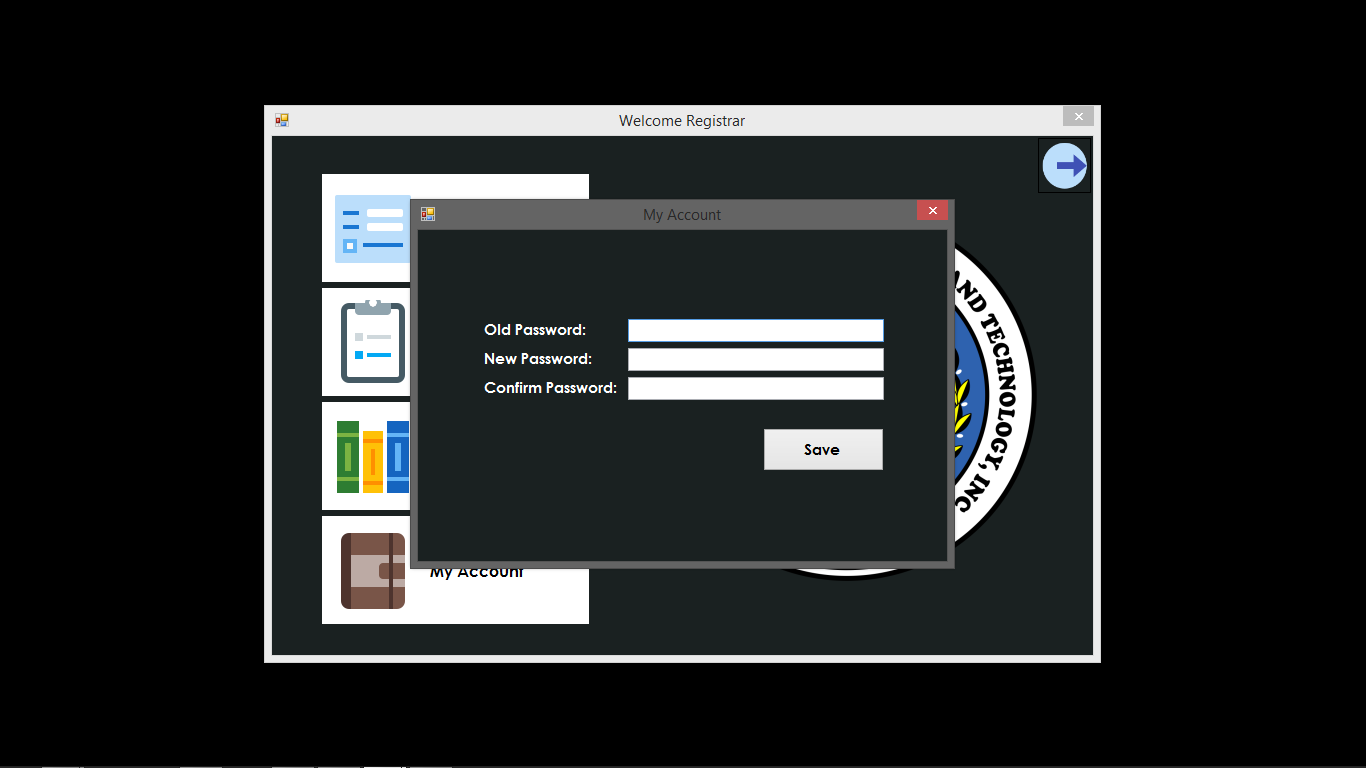 Welcome Registrar
My Account
AND TECHNOLOGY, INC
Old Password:
New Password:
Confirm Password:
Save
My Account